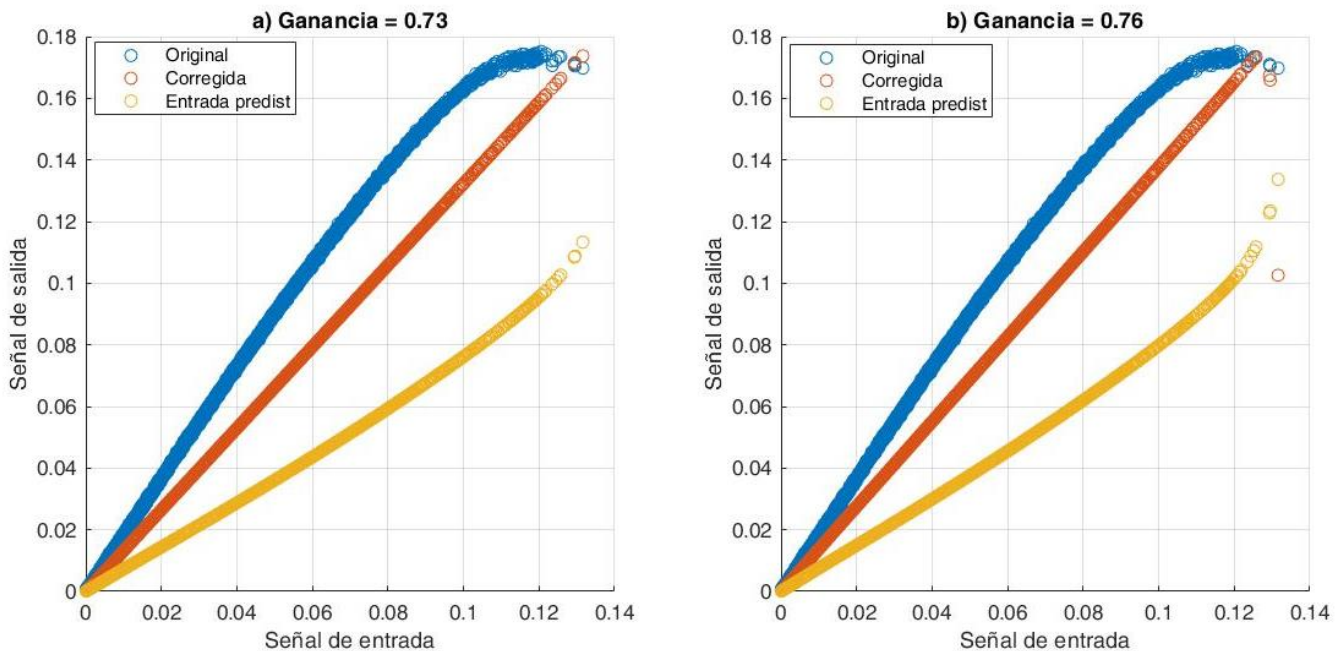 a) Ganancia = 0.73
0.18
0.16
0.14
0.12
0.1
0.08
0.06
0.04
0.02
0
Señal de salida
Original
Corregida
Entrada predist
0 0.02 0.04 0.06 0.08 0.1 0.12 0.14
Señal de entrada
b) Ganancia = 0.76
0.18
0.16
0.14
0.12
0.1
0.08
0.06
0.04
0.02
0
Señal de salida
Original
Corregida
Entrada predist
0 0.02 0.04 0.06 0.08 0.1 0.12 0.14
Señal de entrada